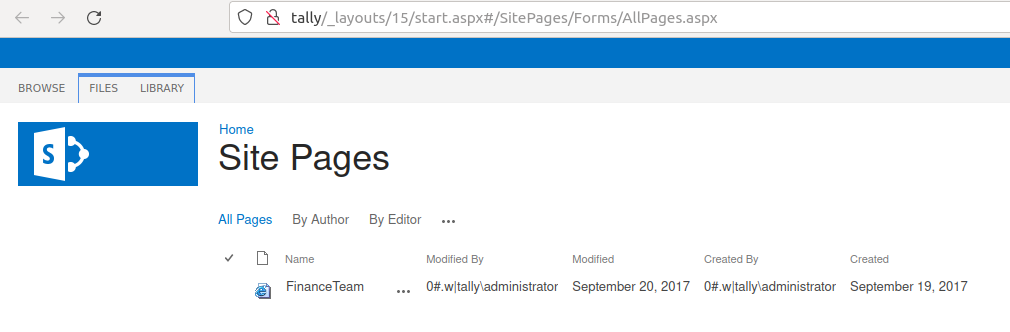 tally/_layouts/15/start.aspx#/SitePages/Forms/AllPages.aspx
BROWSE FILES LIBRARY
S
Home
Site Pages
All Pages By Author By Editor ...
Name Modified By Modified Created By Created
FinanceTeam ... 0#.w|tally\administrator September 20, 2017 0#.w|tally\administrator September 19, 2017